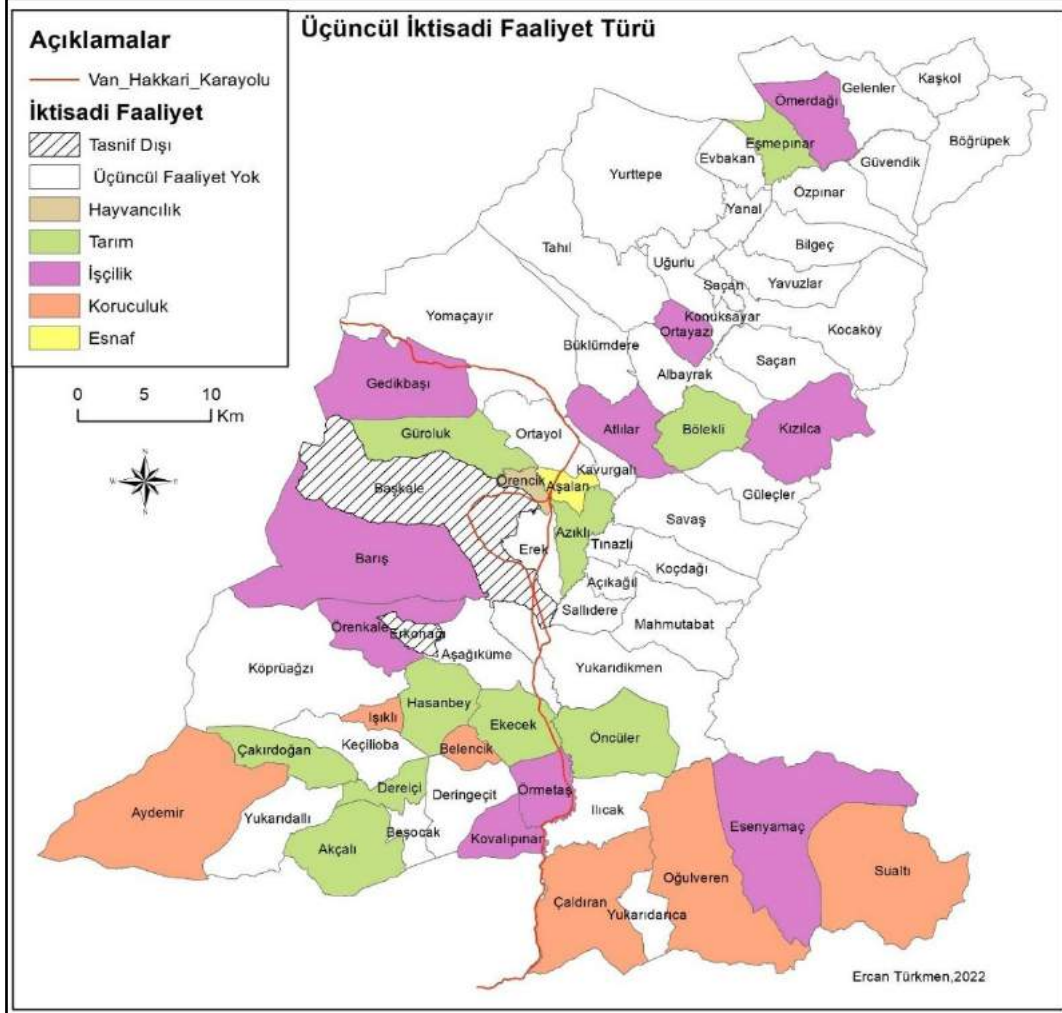 Üçüncül İktisadi Faaliyet Türü
Açıklamalar
Van_Hakkari_Karayolu
İktisadi Faaliyet
Tasnif Dışı
Üçüncül Faaliyet Yok
Hayvancılık
Tarım
İşçilik
Koruculuk
Esnaf
0 5 10
Km
N
W E
S
Kaşkol
Gelenler
Ömerdağı
Böğrüpek
Eşmepınar
Evbakan
Güvendik
Yurttepe
Özpınar
Yanal
Bilgeç
Tahıl
Uğurlu
Saçan
Yavuzlar
Yomaçayır
Konuksayar
Ortayazı
Kocaköy
Büklümdere
Saçan
Albayrak
Gedikbaşı
Güroluk
Ortayol
Atlılar
Bölekli
Kızılca
Kavurgalı
Örencik
Aşalan
Başkale
Güleçler
Savaş
Azıklı
Erek
Tınazlı
Barış
Koçdağı
Açıkağıl
Sallıdere
Mahmutabat
Örenkale
Erkonağı
Aşağıküme
Köprüağzı
Yukarıdikmen
Hasanbey
Işıklı
Ekecek
Öncüler
Keçilioba
Belencik
Çakırdoğan
Dereiçi
Deringeçit
Örmetaş
Aydemir
Ilıcak
Yukarıdallı
Beşocak
Esenyamaç
Akçalı
Kovalıpınar
Sualtı
Oğulveren
Çaldıran
Yukarıdarıca
Ercan Türkmen,2022